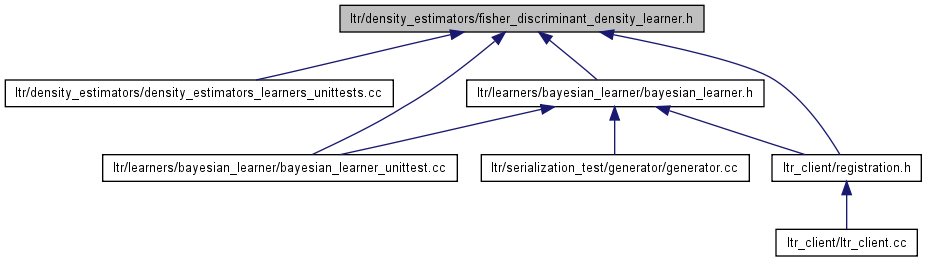 ltr/density_estimators/fisher_discriminant_density_learner.h
ltr/density_estimators/density_estimators_learners_unittests.cc
ltr/learners/bayesian_learner/bayesian_learner.h
ltr/learners/bayesian_learner/bayesian_learner_unittest.cc
ltr/serialization_test/generator/generator.cc
ltr_client/registration.h
ltr_client/ltr_client.cc